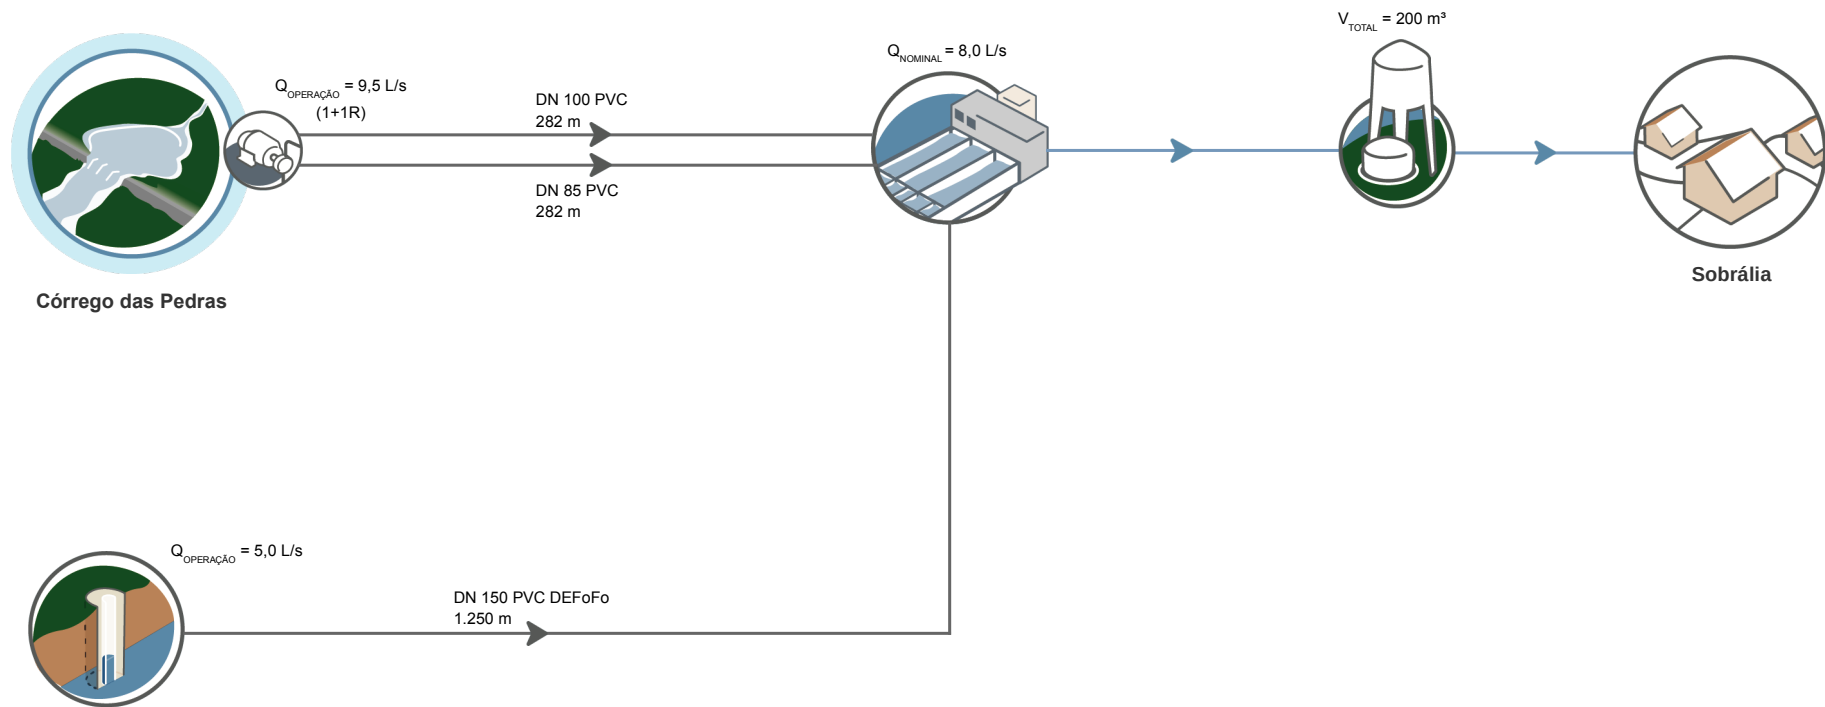 V_TOTAL = 200 m³
Q_NOMINAL = 8,0 L/s
Q_OPERAÇÃO = 9,5 L/s
(1+1R)
DN 100 PVC
282 m
DN 85 PVC
282 m
Sobrália
Córrego das Pedras
Q_OPERAÇÃO = 5,0 L/s
DN 150 PVC DEFoFo
1.250 m